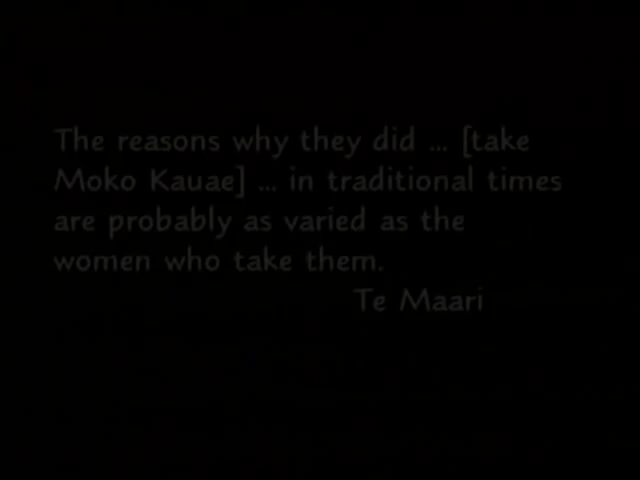 The reasons why they did ... [take
Moko Kauae] ... in traditional times
are probably as varied as the
women who take them.
Te Maari